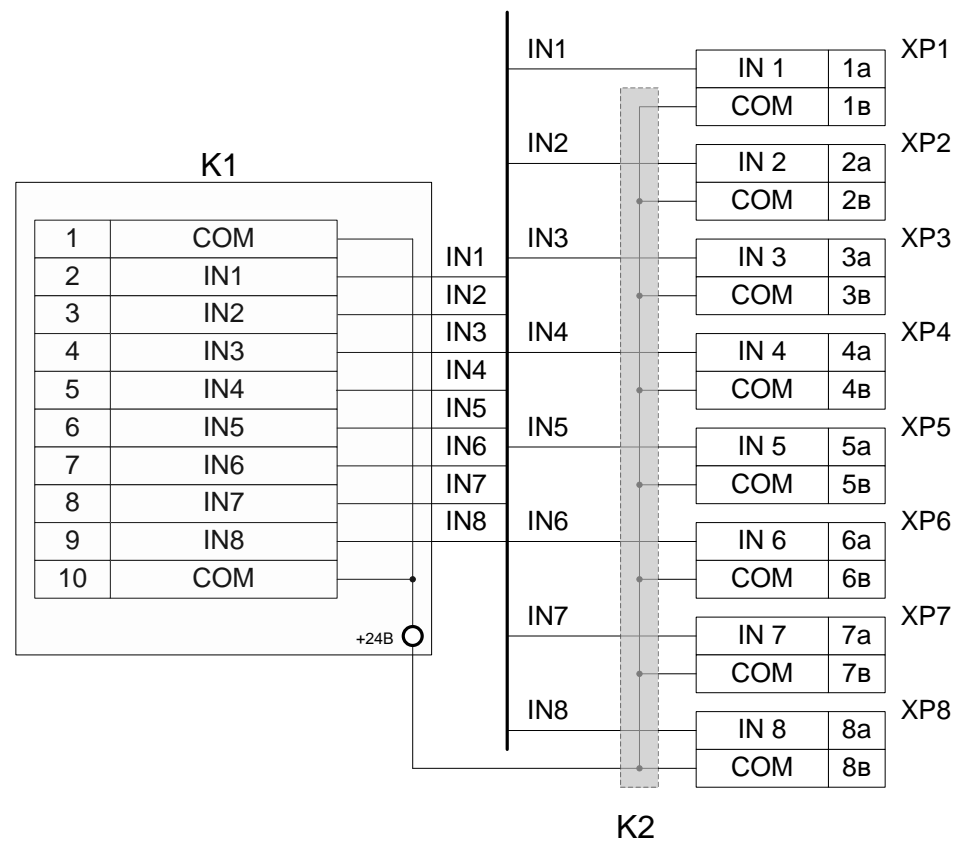 K1
1 COM
2 IN1
3 IN2
4 IN3
5 IN4
6 IN5
7 IN6
8 IN7
9 IN8
10 COM
+24В
IN1
IN2
IN3
IN4
IN5
IN6
IN7
IN8
IN1
IN 1 1а XP1
COM 1в
IN2
IN 2 2а XP2
COM 2в
IN3
IN 3 3а XP3
COM 3в
IN4
IN 4 4а XP4
COM 4в
IN5
IN 5 5а XP5
COM 5в
IN6
IN 6 6а XP6
COM 6в
IN7
IN 7 7а XP7
COM 7в
IN8
IN 8 8а XP8
COM 8в
K2